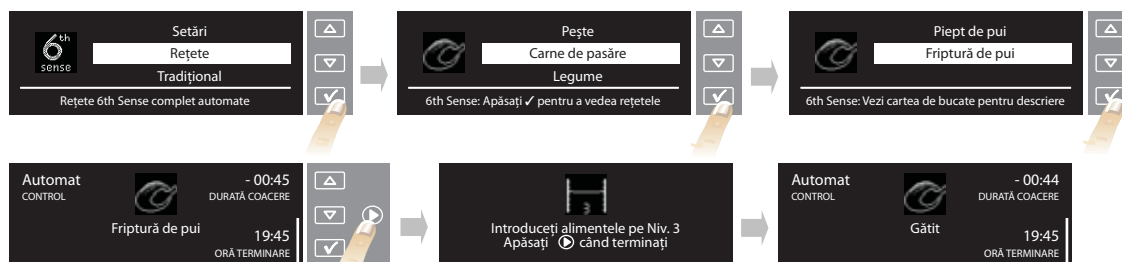 6th
sense
Setări
Rețete
Tradițional
Rețete 6th Sense complet automate
Pește
Carne de pasăre
Legume
6th Sense: Apăsați ✓ pentru a vedea rețetele
Piept de pui
Friptură de pui
6th Sense: Vezi cartea de bucate pentru descriere
Automat
CONTROL
- 00:45
DURATĂ COACERE
Friptură de pui
19:45
ORĂ TERMINARE
3
Introduceți alimentele pe Niv. 3
Apăsați când terminați
Automat
CONTROL
- 00:44
DURATĂ COACERE
Gătit
19:45
ORĂ TERMINARE